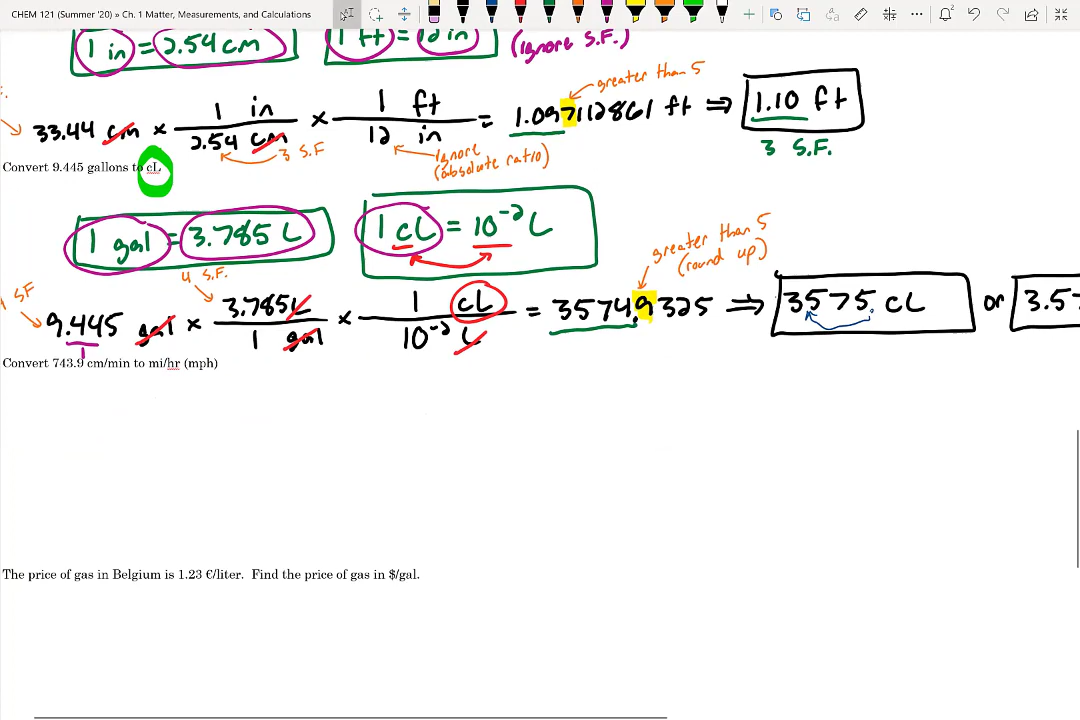 CHEM 121 (Summer '20) » Ch. 1 Matter, Measurements, and Calculations
1 in = 2.54 cm
1 ft = 12 in
(ignore S.F.)
greater than 5
33.44 cm × 1 in / 2.54 cm × 1 ft / 12 in = 1.097112861 ft ⇒ 1.10 ft
3 S.F
ignore
(absolute ratio)
3 S.F.
Convert 9.445 gallons to cL
1 gal = 3.785 L
1 cL = 10⁻² L
greater than 5
(round up)
4 S.F.
SF
9.445 gal × 3.785 L / 1 gal × 1 cL / 10⁻² L = 3574.9325 ⇒ 3575. cL or 3.57
Convert 743.9 cm/min to mi/hr (mph)
The price of gas in Belgium is 1.23 €/liter. Find the price of gas in $/gal.